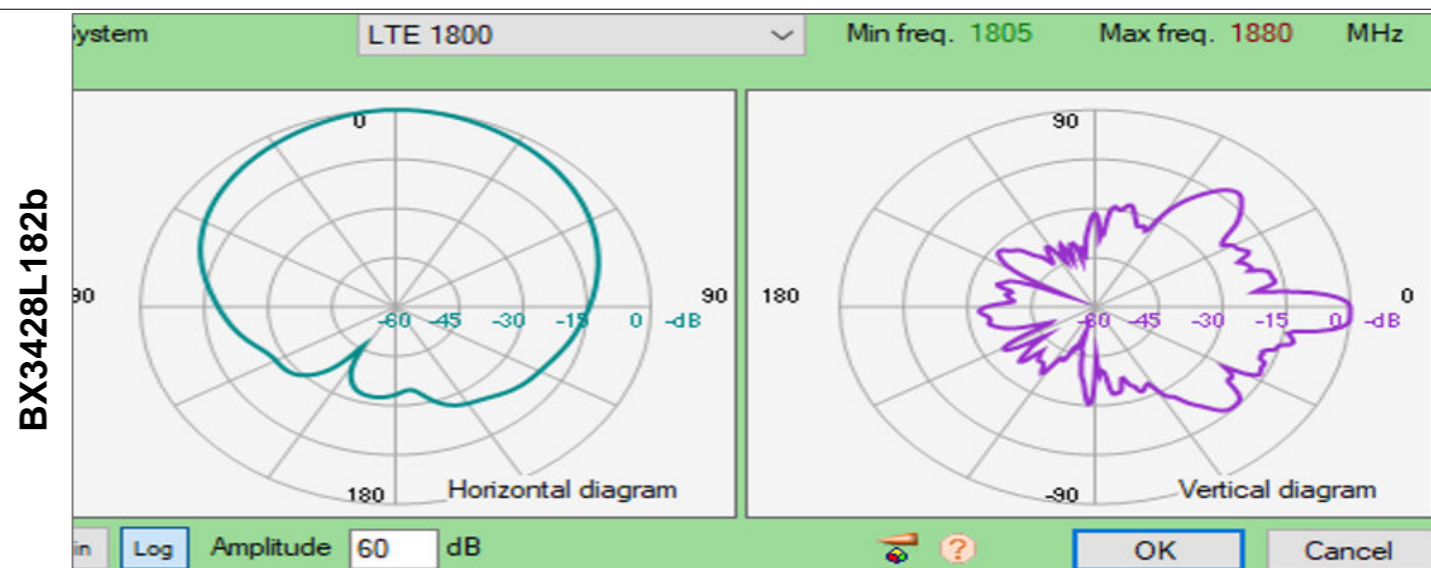 BX3428L182b
ystem LTE 1800 Min freq. 1805 Max freq. 1880 MHz
0
90 90
-60 -45 -30 -15 0 -dB
180 Horizontal diagram
90
180 0
-60 -45 -30 -15 0 -dB
-90 Vertical diagram
in Log Amplitude 60 dB ? OK Cancel